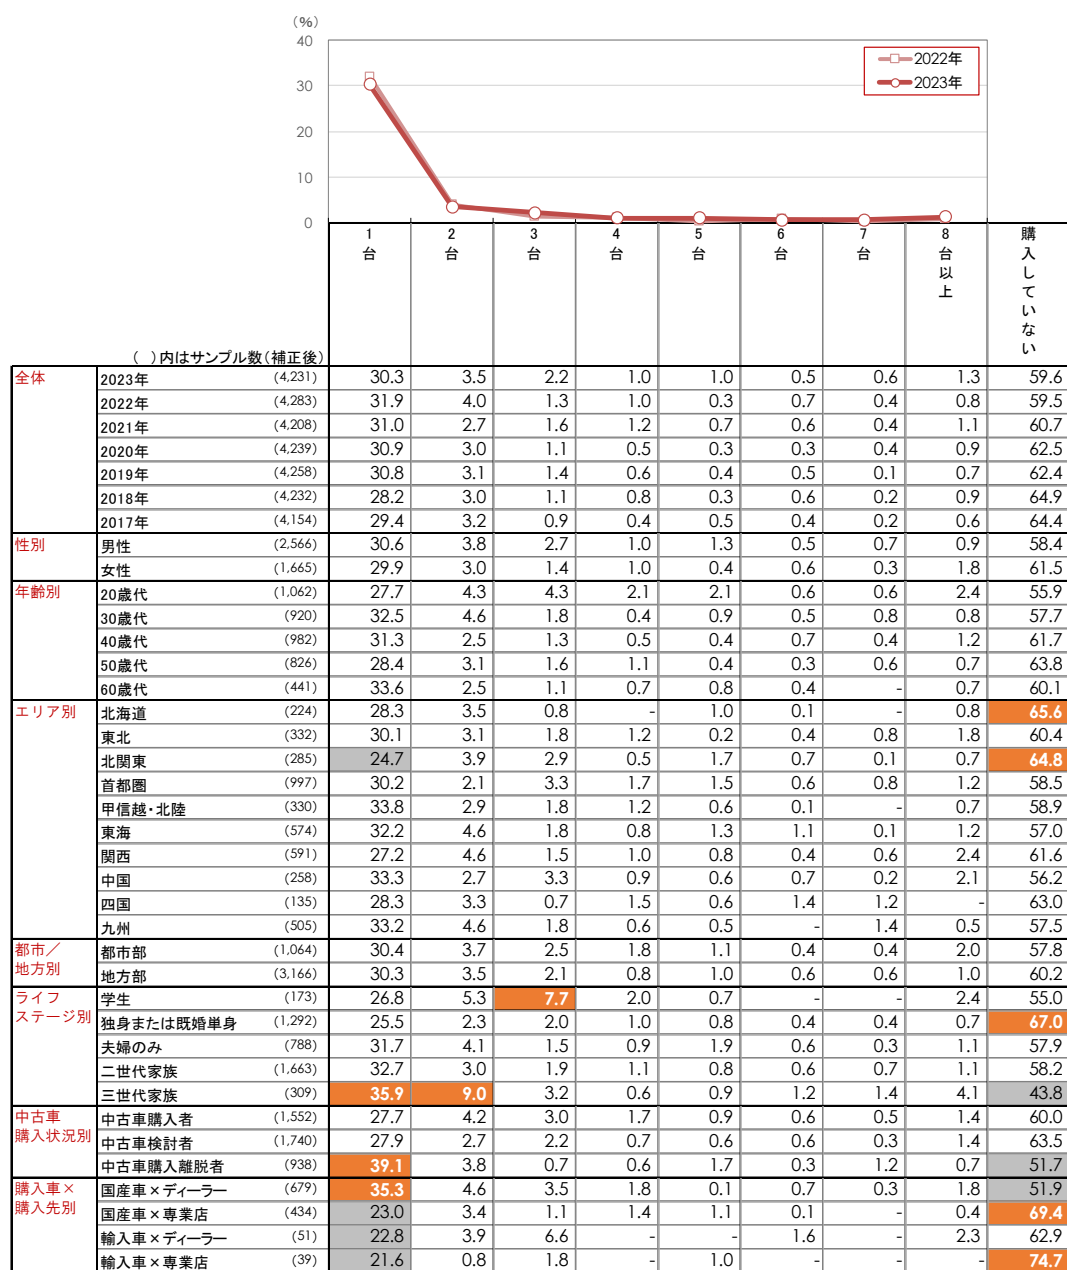 (%)
40
30
20
10
0
2022年
2023年
1台 2台 3台 4台 5台 6台 7台 8台以上 購入していない
( )内はサンプル数(補正後)
全体 2023年 (4,231) 30.3 3.5 2.2 1.0 1.0 0.5 0.6 1.3 59.6
2022年 (4,283) 31.9 4.0 1.3 1.0 0.3 0.7 0.4 0.8 59.5
2021年 (4,208) 31.0 2.7 1.6 1.2 0.7 0.6 0.4 1.1 60.7
2020年 (4,239) 30.9 3.0 1.1 0.5 0.3 0.3 0.4 0.9 62.5
2019年 (4,258) 30.8 3.1 1.4 0.6 0.4 0.5 0.1 0.7 62.4
2018年 (4,232) 28.2 3.0 1.1 0.8 0.3 0.6 0.2 0.9 64.9
2017年 (4,154) 29.4 3.2 0.9 0.4 0.5 0.4 0.2 0.6 64.4
性別 男性 (2,566) 30.6 3.8 2.7 1.0 1.3 0.5 0.7 0.9 58.4
女性 (1,665) 29.9 3.0 1.4 1.0 0.4 0.6 0.3 1.8 61.5
年齢別 20歳代 (1,062) 27.7 4.3 4.3 2.1 2.1 0.6 0.6 2.4 55.9
30歳代 (920) 32.5 4.6 1.8 0.4 0.9 0.5 0.8 0.8 57.7
40歳代 (982) 31.3 2.5 1.3 0.5 0.4 0.7 0.4 1.2 61.7
50歳代 (826) 28.4 3.1 1.6 1.1 0.4 0.3 0.6 0.7 63.8
60歳代 (441) 33.6 2.5 1.1 0.7 0.8 0.4 - 0.7 60.1
エリア別 北海道 (224) 28.3 3.5 0.8 - 1.0 0.1 - 0.8 65.6
東北 (332) 30.1 3.1 1.8 1.2 0.2 0.4 0.8 1.8 60.4
北関東 (285) 24.7 3.9 2.9 0.5 1.7 0.7 0.1 0.7 64.8
首都圏 (997) 30.2 2.1 3.3 1.7 1.5 0.6 0.8 1.2 58.5
甲信越・北陸 (330) 33.8 2.9 1.8 1.2 0.6 0.1 - 0.7 58.9
東海 (574) 32.2 4.6 1.8 0.8 1.3 1.1 0.1 1.2 57.0
関西 (591) 27.2 4.6 1.5 1.0 0.8 0.4 0.6 2.4 61.6
中国 (258) 33.3 2.7 3.3 0.9 0.6 0.7 0.2 2.1 56.2
四国 (135) 28.3 3.3 0.7 1.5 0.6 1.4 1.2 - 63.0
九州 (505) 33.2 4.6 1.8 0.6 0.5 - 1.4 0.5 57.5
都市/ 都市部 (1,064) 30.4 3.7 2.5 1.8 1.1 0.4 0.4 2.0 57.8
地方別 地方部 (3,166) 30.3 3.5 2.1 0.8 1.0 0.6 0.6 1.0 60.2
ライフ 学生 (173) 26.8 5.3 7.7 2.0 0.7 - - 2.4 55.0
ステージ別 独身または既婚単身 (1,292) 25.5 2.3 2.0 1.0 0.8 0.4 0.4 0.7 67.0
夫婦のみ (788) 31.7 4.1 1.5 0.9 1.9 0.6 0.3 1.1 57.9
二世代家族 (1,663) 32.7 3.0 1.9 1.1 0.8 0.6 0.7 1.1 58.2
三世代家族 (309) 35.9 9.0 3.2 0.6 0.9 1.2 1.4 4.1 43.8
中古車 中古車購入者 (1,552) 27.7 4.2 3.0 1.7 0.9 0.6 0.5 1.4 60.0
購入状況別 中古車検討者 (1,740) 27.9 2.7 2.2 0.7 0.6 0.6 0.3 1.4 63.5
中古車購入離脱者 (938) 39.1 3.8 0.7 0.6 1.7 0.3 1.2 0.7 51.7
購入車× 国産車×ディーラー (679) 35.3 4.6 3.5 1.8 0.1 0.7 0.3 1.8 51.9
購入先別 国産車×専業店 (434) 23.0 3.4 1.1 1.4 1.1 0.1 - 0.4 69.4
輸入車×ディーラー (51) 22.8 3.9 6.6 - - 1.6 - 2.3 62.9
輸入車×専業店 (39) 21.6 0.8 1.8 - 1.0 - - - 74.7